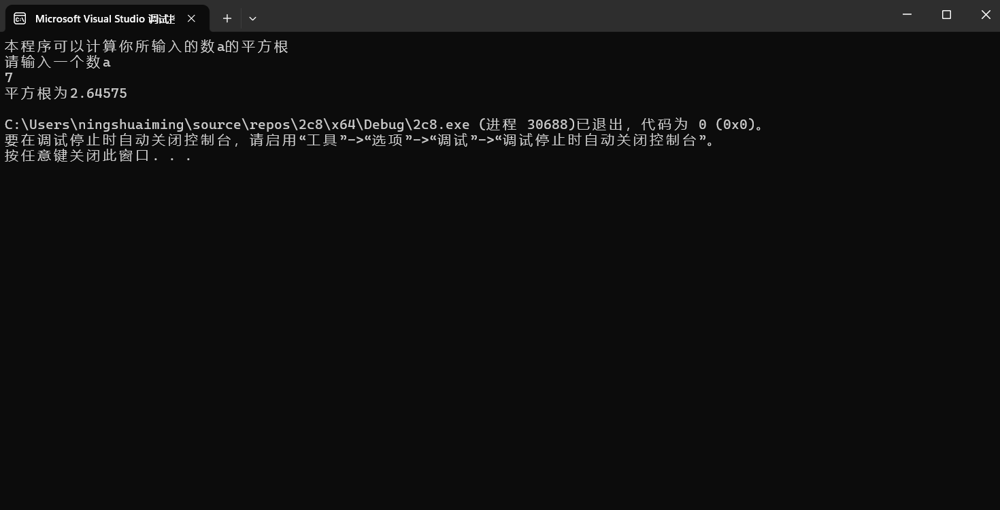 Microsoft Visual Studio 调试
本程序可以计算你所输入的数a的平方根
请输入一个数a
7
平方根为2.64575
C:\Users\ningshuaiming\source\repos\2c8\x64\Debug\2c8.exe (进程 30688)已退出，代码为 0 (0x0)。
要在调试停止时自动关闭控制台，请启用“工具”->“选项”->“调试”->“调试停止时自动关闭控制台”。
按任意键关闭此窗口. . .